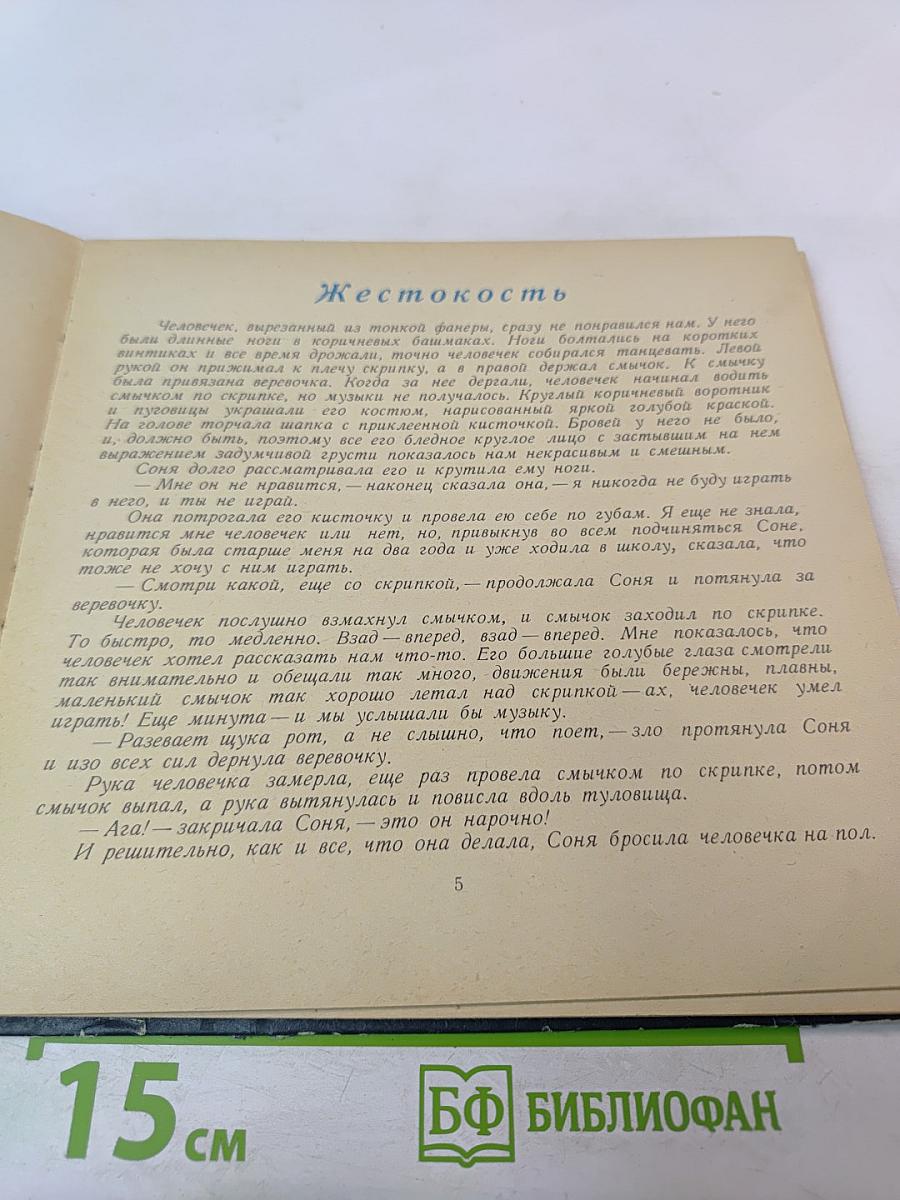 Жестокость
Человечек, вырезанный из тонкой фанеры, сразу не понравился нам. У него
были длинные ноги в коричневых башмаках. Ноги болтались на коротких
винтиках и все время дрожали, точно человечек собирался танцевать. Левой
рукой он прижимал к плечу скрипку, а в правой держал смычок. К смычку
была привязана веревочка. Когда за нее дергали, человечек начинал водить
смычком по скрипке, но музыки не получалось. Круглый коричневый воротник
и пуговицы украшали его костюм, нарисованный яркой голубой краской.
На голове торчала шапка с приклеенной кисточкой. Бровей у него не было,
и, должно быть, поэтому все его бледное круглое лицо с застывшим на нем
выражением задумчивой грусти показалось нам некрасивым и смешным.
Соня долго рассматривала его и крутила ему ноги.
— Мне он не нравится, — наконец сказала она, — я никогда не буду играть
в него, и ты не играй.
Она потрогала его кисточку и провела ею себе по губам. Я еще не знала,
нравится мне человечек или нет, но, привыкнув во всем подчиняться Соне,
которая была старше меня на два года и уже ходила в школу, сказала, что
тоже не хочу с ним играть.
— Смотри какой, еще со скрипкой, — продолжала Соня и потянула за
веревочку.
Человечек послушно взмахнул смычком, и смычок заходил по скрипке.
То быстро, то медленно. Взад — вперед, взад — вперед. Мне показалось, что
человечек хотел рассказать нам что-то. Его большие голубые глаза смотрели
так внимательно и обещали так много, движения были бережны, плавны,
маленький смычок так хорошо летал над скрипкой — ах, человечек умел
играть! Еще минута — и мы услышали бы музыку.
— Разевает щука рот, а не слышно, что поет, — зло протянула Соня
и изо всех сил дернула веревочку.
Рука человечка замерла, еще раз провела смычком по скрипке, потом
смычок выпал, а рука вытянулась и повисла вдоль туловища.
— Ага! — закричала Соня, — это он нарочно!
И решительно, как и все, что она делала, Соня бросила человечка на пол.
5
15 см
БФ БИБЛИОФАН